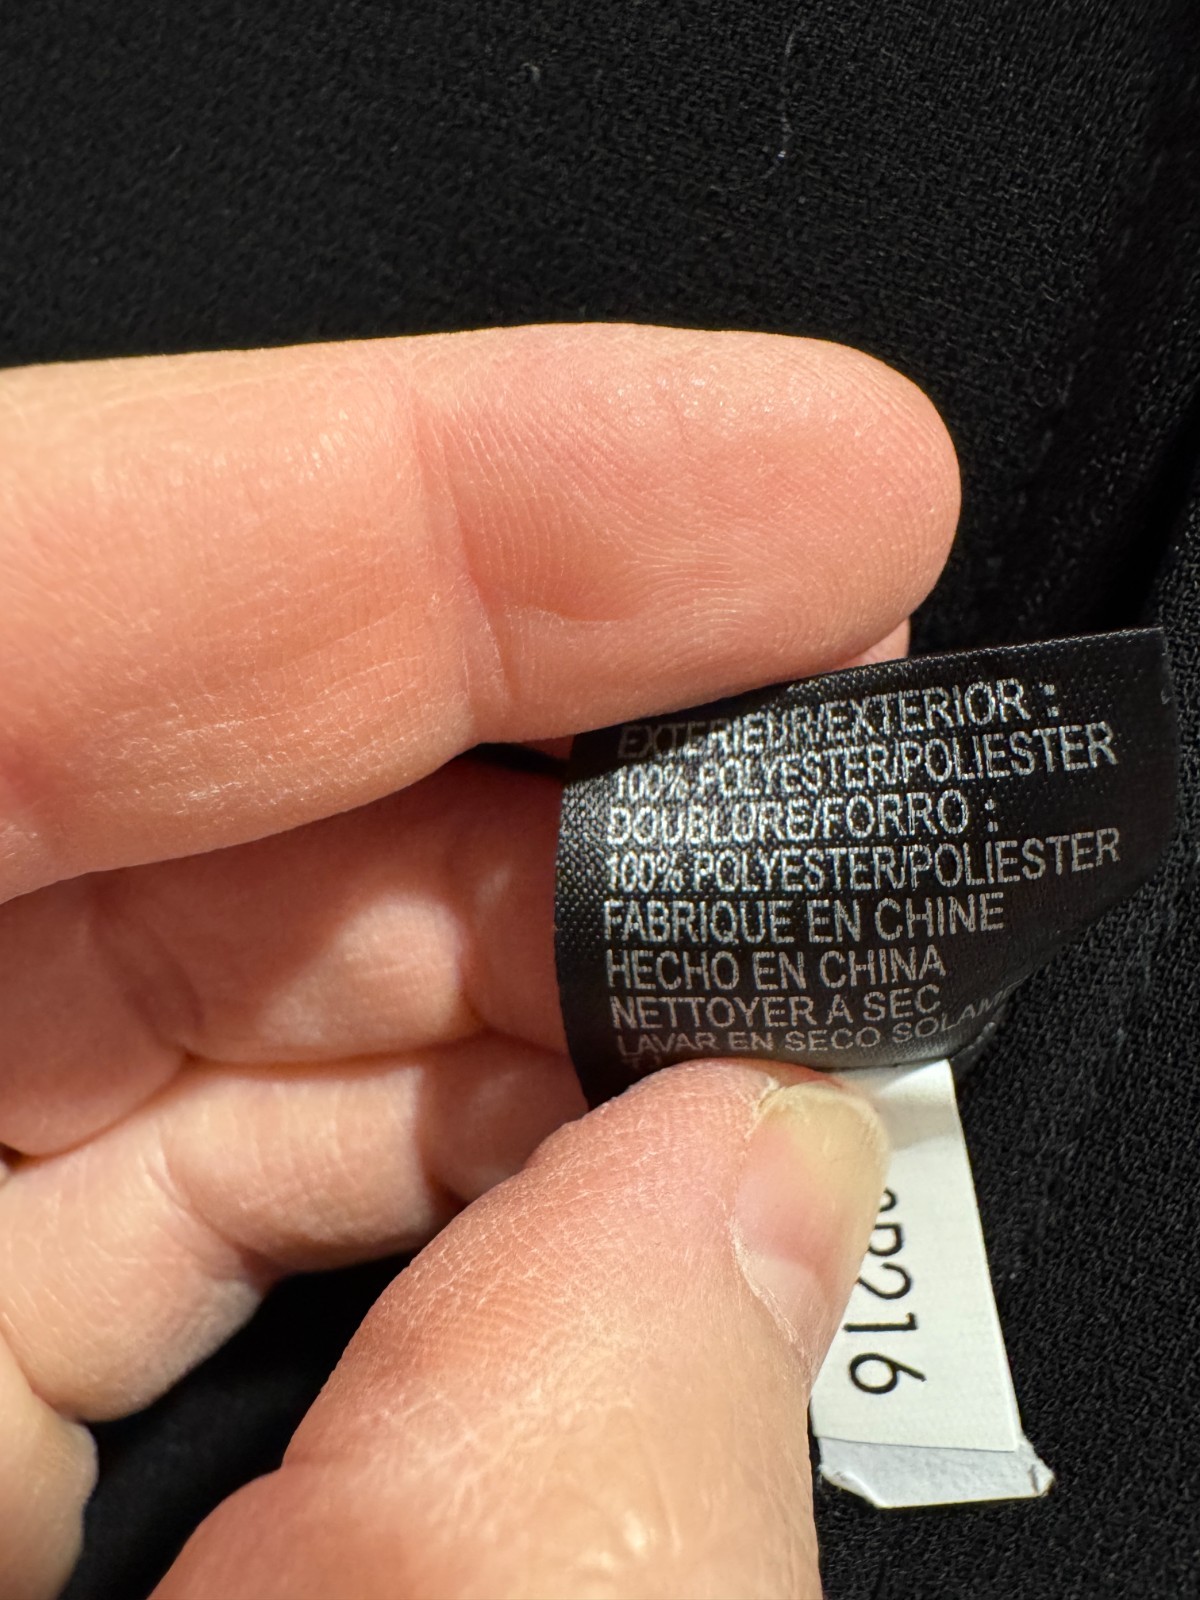 EXTERIEUR/EXTERIOR :
100% POLYESTER/POLIESTER
DOUBLURE/FORRO :
100% POLYESTER/POLIESTER
FABRIQUE EN CHINE
HECHO EN CHINA
NETTOYER A SEC
LAVAR EN SECO
216